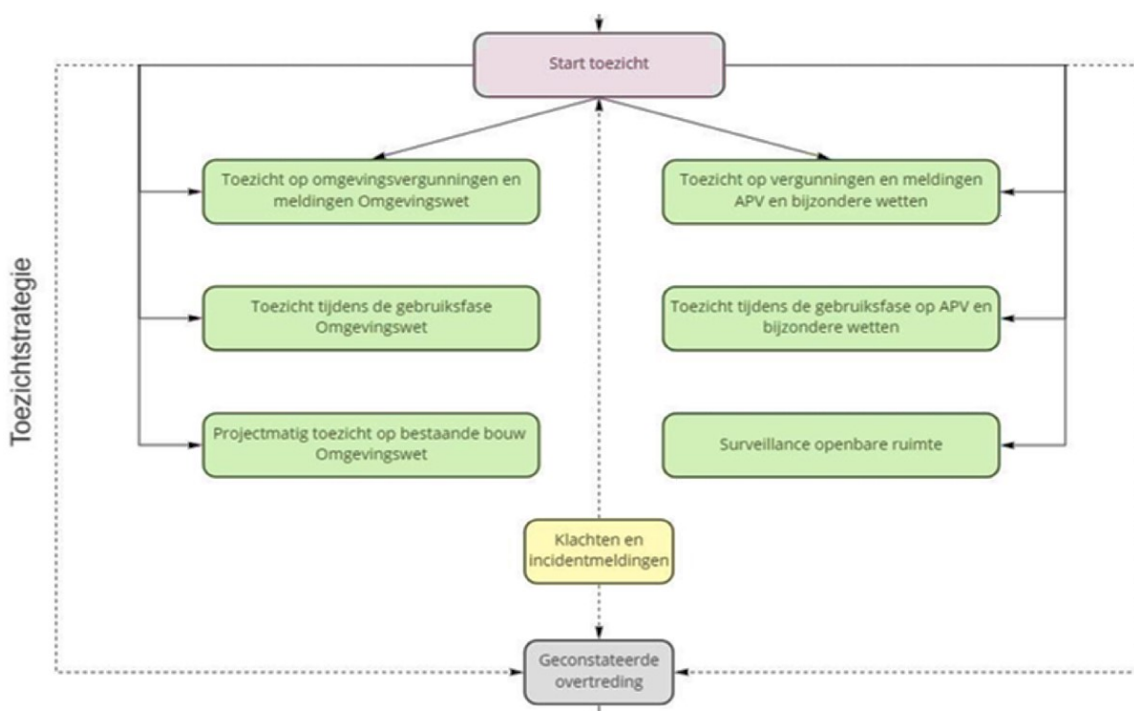 Start toezicht
Toezicht op omgevingsvergunningen en
meldingen Omgevingswet
Toezicht op vergunningen en meldingen
APV en bijzondere wetten
Toezicht tijdens de gebruiksfase
Omgevingswet
Toezicht tijdens de gebruiksfase op APV en
bijzondere wetten
Projectmatig toezicht op bestaande bouw
Omgevingswet
Surveillance openbare ruimte
Toezichtstrategie
Klachten en
incidentmeldingen
Geconstateerde
overtreding